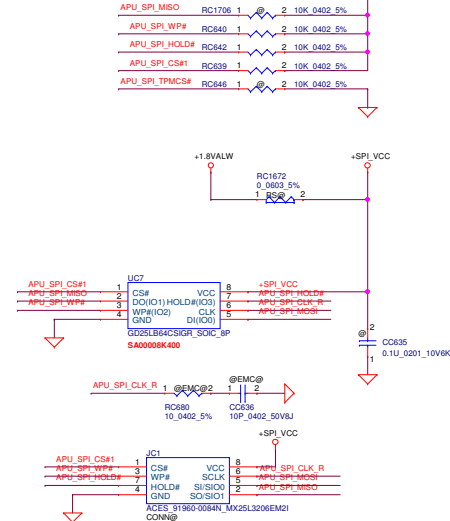 APU_SPI_MISO RC1706 1 @ 2 10K_0402_5%
APU_SPI_WP# RC640 1 @ 2 10K_0402_5%
APU_SPI_HOLD# RC642 1 @ 2 10K_0402_5%
APU_SPI_CS#1 RC639 1 @ 2 10K_0402_5%
APU_SPI_TPMCS# RC646 1 @ 2 10K_0402_5%
+1.8VALW +SPI_VCC
RC1672
0_0603_5%
1 RS@ 2
UC7
APU_SPI_CS#1 1 CS# VCC 8 +SPI_VCC
APU_SPI_MISO 2 DO(IO1) HOLD#(IO3) 7 APU_SPI_HOLD#
APU_SPI_WP# 3 WP#(IO2) CLK 6 APU_SPI_CLK_R
4 GND DI(IO0) 5 APU_SPI_MOSI
GD25LB64CSIGR_SOIC_8P
SA00008K400
@ 2
CC635
0.1U_0201_10V6K
1
@EMC@
APU_SPI_CLK_R 1 @EMC@2 1 2
RC680 CC636
10_0402_5% 10P_0402_50V8J
+SPI_VCC
JC1
APU_SPI_CS#1 1 CS# VCC 8
APU_SPI_WP# 3 WP# SCLK 6 APU_SPI_CLK_R
APU_SPI_HOLD# 7 HOLD# SI/SIO0 5 APU_SPI_MOSI
4 GND SO/SIO1 2 APU_SPI_MISO
ACES_91960-0084N_MX25L3206EM2I
CONN@